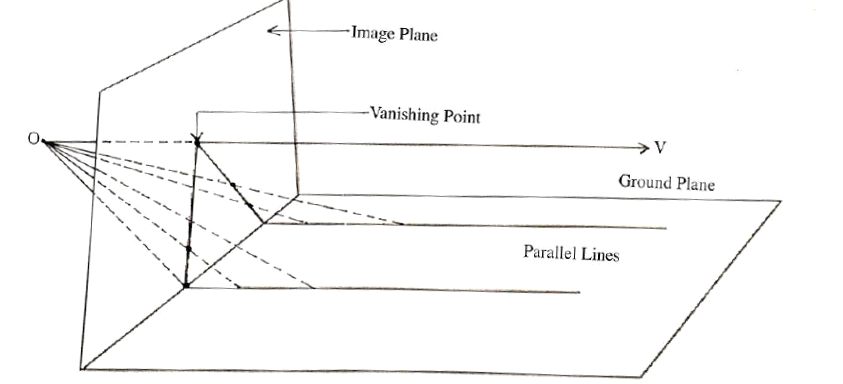 Image Plane
Vanishing Point
O
V
Ground Plane
Parallel Lines